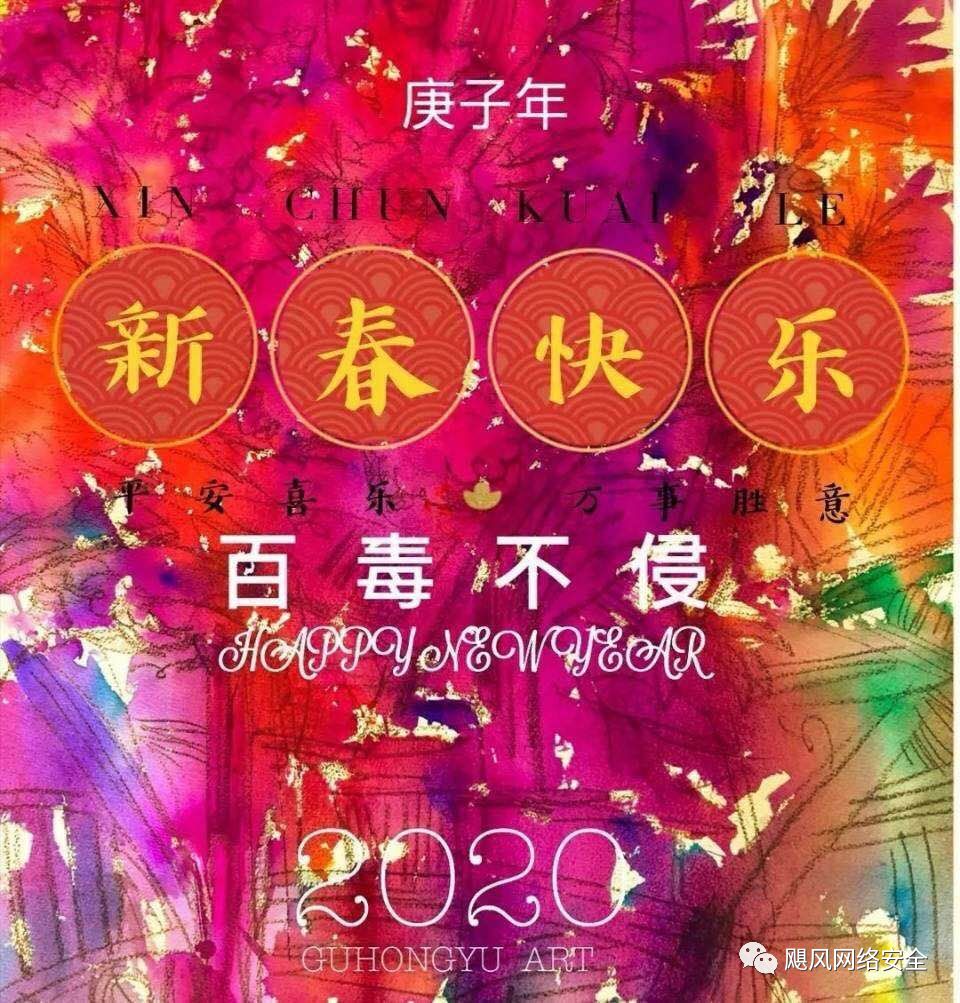 庚子年
XIN CHUN KUAI LE
新春快乐
平安喜乐 万事胜意
百毒不侵
HAPPY NEW YEAR
2020
GUHONGYU ART
飓风网络安全